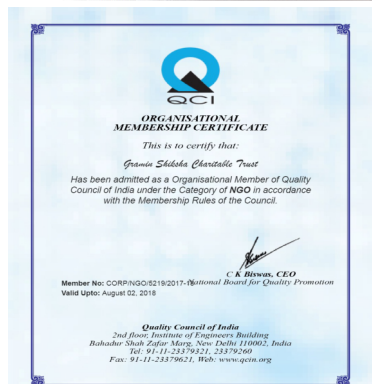 QCI
ORGANISATIONAL
MEMBERSHIP CERTIFICATE
This is to certify that:
Gramin Shiksha Charitable Trust
Has been admitted as a Organisational Member of Quality
Council of India under the Category of NGO in accordance
with the Membership Rules of the Council.
C K Biswas, CEO
National Board for Quality Promotion
Member No: CORP/NGO/5219/2017-18
Valid Upto: August 02, 2018
Quality Council of India
2nd floor, Institute of Engineers Building
Bahadur Shah Zafar Marg, New Delhi 110002, India
Tel: 91-11-23379321, 23379260
Fax: 91-11-23379621, Web: www.qcin.org